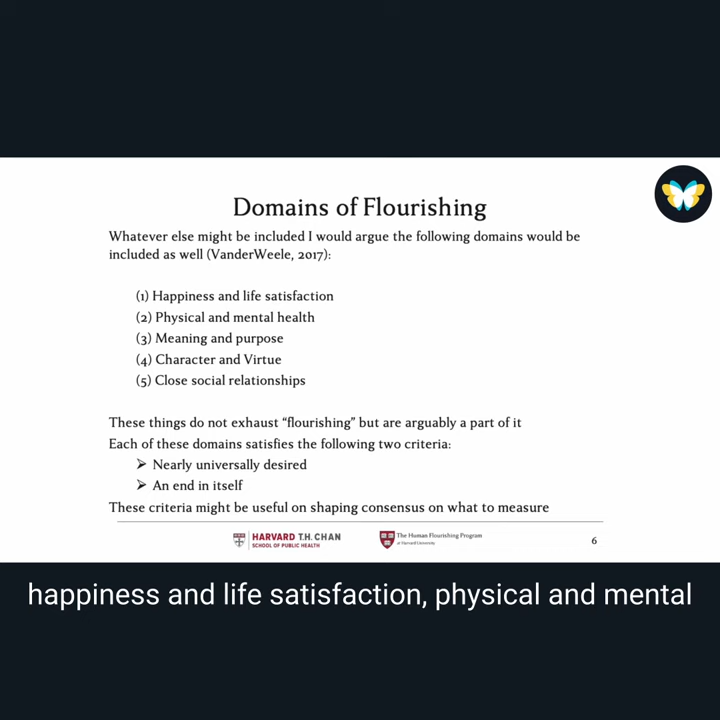 Domains of Flourishing
Whatever else might be included I would argue the following domains would be
included as well (VanderWeele, 2017):
(1) Happiness and life satisfaction
(2) Physical and mental health
(3) Meaning and purpose
(4) Character and Virtue
(5) Close social relationships
These things do not exhaust “flourishing” but are arguably a part of it
Each of these domains satisfies the following two criteria:
➢ Nearly universally desired
➢ An end in itself
These criteria might be useful on shaping consensus on what to measure
HARVARD T.H. CHAN
SCHOOL OF PUBLIC HEALTH
The Human Flourishing Program
at Harvard University
6
happiness and life satisfaction, physical and mental